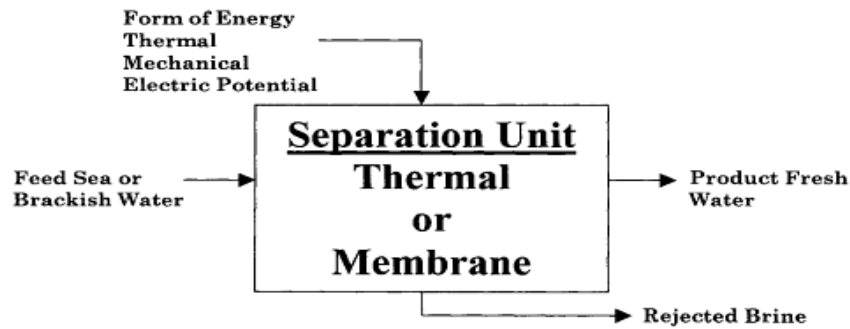 Form of Energy
Thermal
Mechanical
Electric Potential
Separation Unit
Thermal
or
Membrane
Feed Sea or
Brackish Water
Product Fresh
Water
Rejected Brine